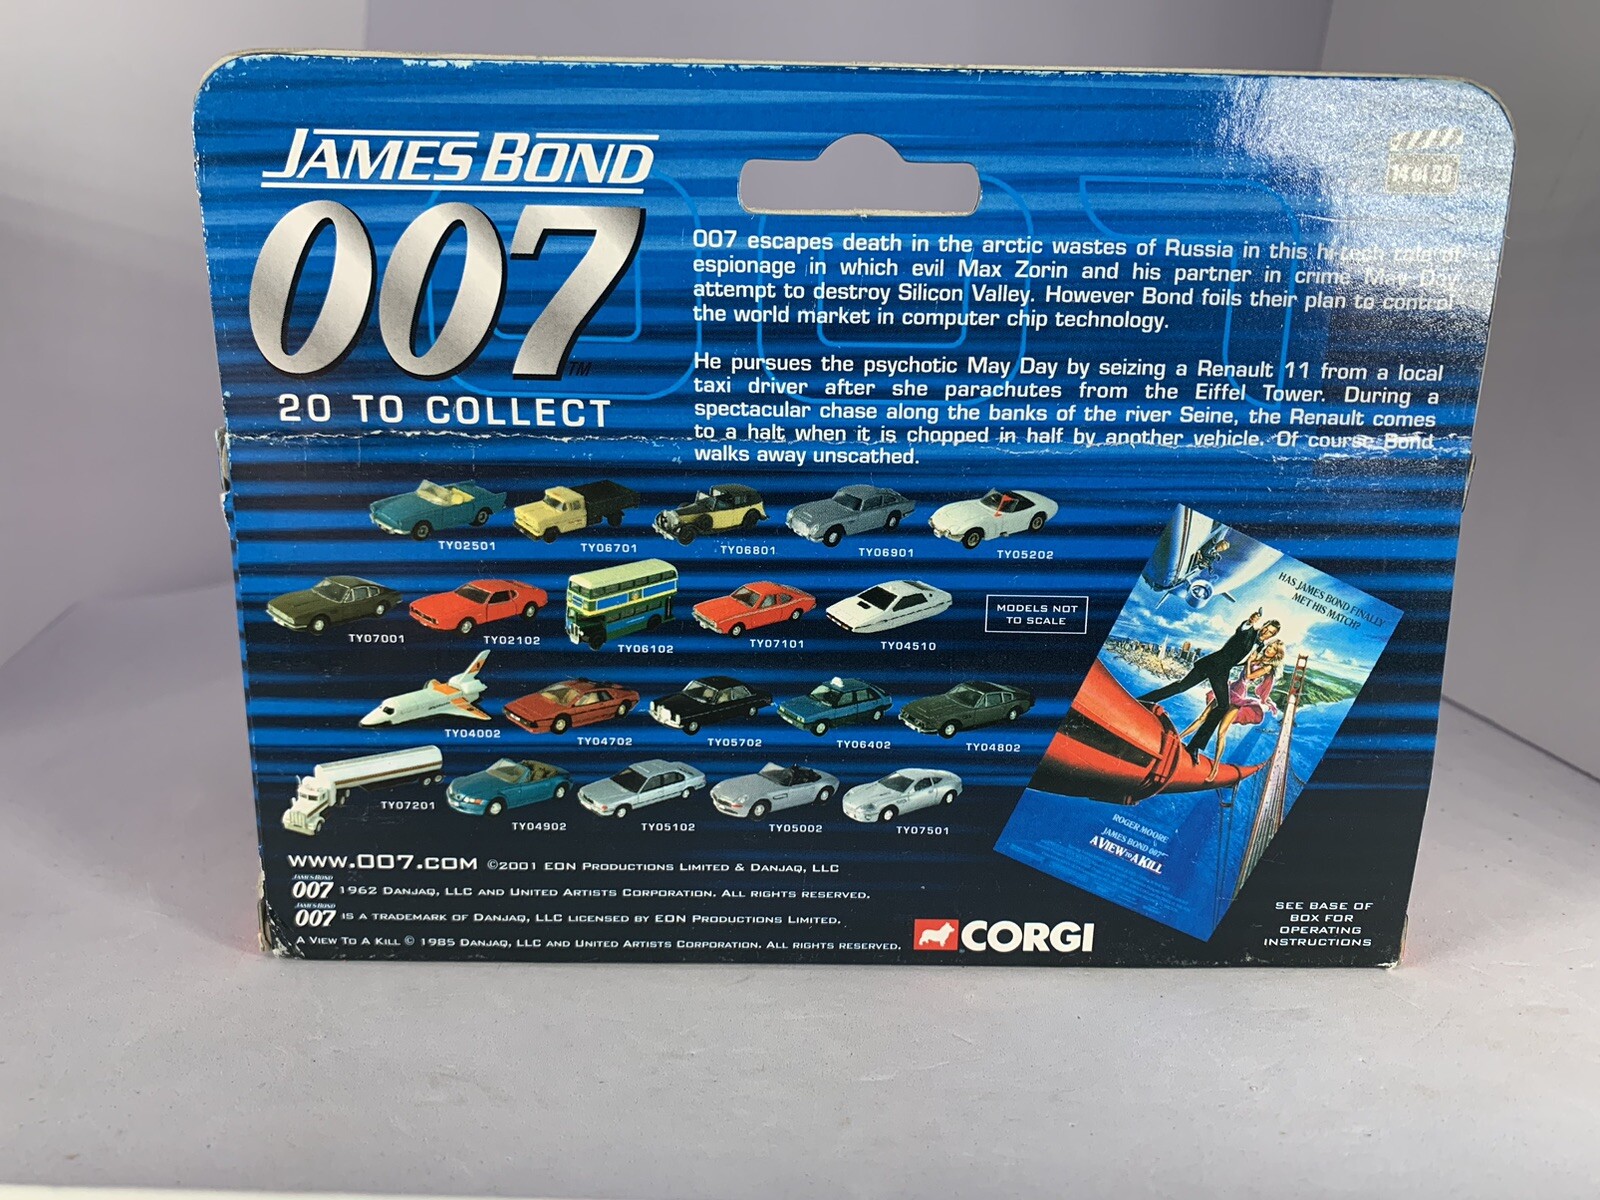 JAMES BOND
007
TM
20 TO COLLECT
14 of 20
007 escapes death in the arctic wastes of Russia in this hi-tech tale of
espionage in which evil Max Zorin and his partner in crime May Day
attempt to destroy Silicon Valley. However Bond foils their plan to control
the world market in computer chip technology.
He pursues the psychotic May Day by seizing a Renault 11 from a local
taxi driver after she parachutes from the Eiffel Tower. During a
spectacular chase along the banks of the river Seine, the Renault comes
to a halt when it is chopped in half by another vehicle. Of course Bond
walks away unscathed.
TY02501
TY06701
TY06801
TY06901
TY05202
TY07001
TY02102
TY06102
TY07101
TY04510
MODELS NOT
TO SCALE
TY04002
TY04702
TY05702
TY06402
TY04802
TY07201
TY04902
TY05102
TY05002
TY07501
HAS JAMES BOND FINALLY
MET HIS MATCH?
ROGER MOORE
JAMES BOND 007
A VIEW TO A KILL
WWW.007.COM ©2001 EON PRODUCTIONS LIMITED & DANJAQ, LLC
JAMES BOND
007 1962 DANJAQ, LLC AND UNITED ARTISTS CORPORATION. ALL RIGHTS RESERVED.
JAMES BOND
007 IS A TRADEMARK OF DANJAQ, LLC LICENSED BY EON PRODUCTIONS LIMITED.
A VIEW TO A KILL © 1985 DANJAQ, LLC AND UNITED ARTISTS CORPORATION. ALL RIGHTS RESERVED.
CORGI
SEE BASE OF
BOX FOR
OPERATING
INSTRUCTIONS